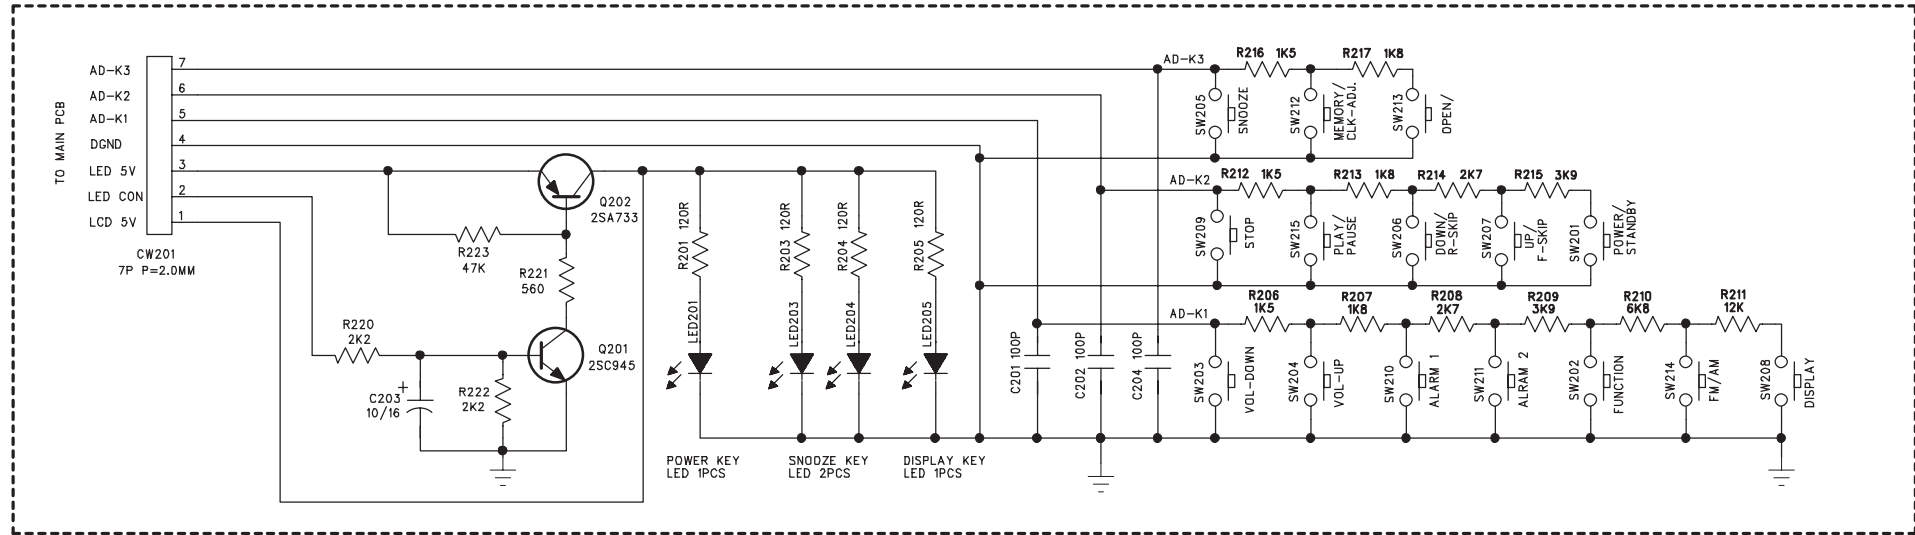 TO MAIN PCB
AD-K3
AD-K2
AD-K1
DGND
LED 5V
LED CON
LCD 5V
7
6
5
4
3
2
1
CW201
7P P=2.0MM
R223
47K
Q202
2SA733
R221
560
R220
2K2
C203
+
10/16
R222
2K2
Q201
2SC945
R201 120R
R203 120R
R204 120R
R205 120R
LED201
LED203
LED204
LED205
POWER KEY
LED 1PCS
SNOOZE KEY
LED 2PCS
DISPLAY KEY
LED 1PCS
C201 100P
C202 100P
C204 100P
AD-K3
R216 1K5
R217 1K8
SW205
SNOOZE
SW212
MEMORY/
CLK-ADJ.
SW213
OPEN/
AD-K2
R212 1K5
R213 1K8
R214 2K7
R215 3K9
SW209
STOP
SW215
PLAY/
PAUSE
SW206
DOWN/
R-SKIP
SW207
UP/
F-SKIP
SW201
POWER/
STANDBY
AD-K1
R206
1K5
R207
1K8
R208
2K7
R209
3K9
R210
6K8
R211
12K
SW203
VOL-DOWN
SW204
VOL-UP
SW210
ALARM 1
SW211
ALRAM 2
SW202
FUNCTION
SW214
FM/AM
SW208
DISPLAY